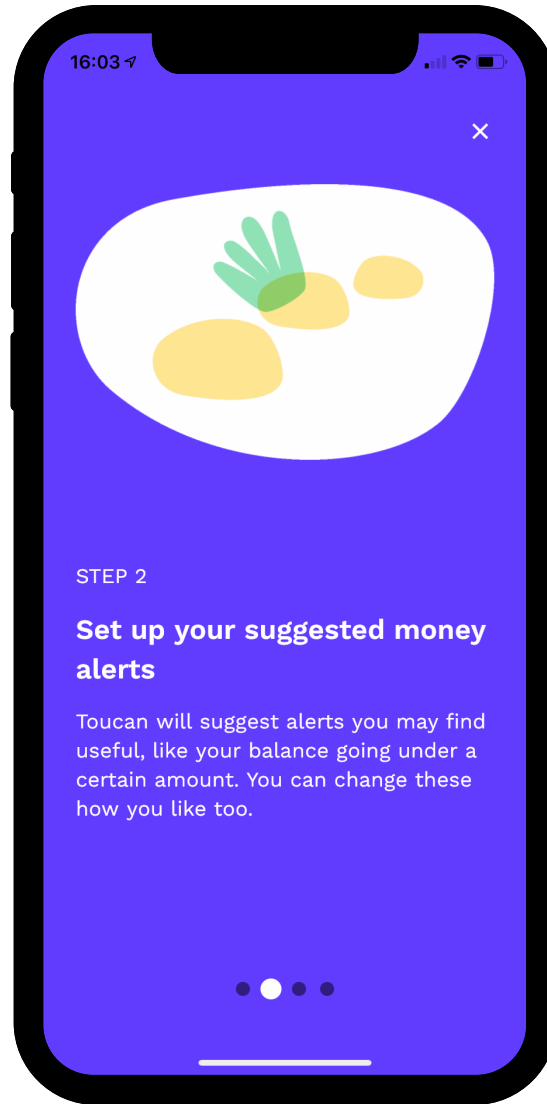 16:03
STEP 2
Set up your suggested money
alerts
Toucan will suggest alerts you may find
useful, like your balance going under a
certain amount. You can change these
how you like too.